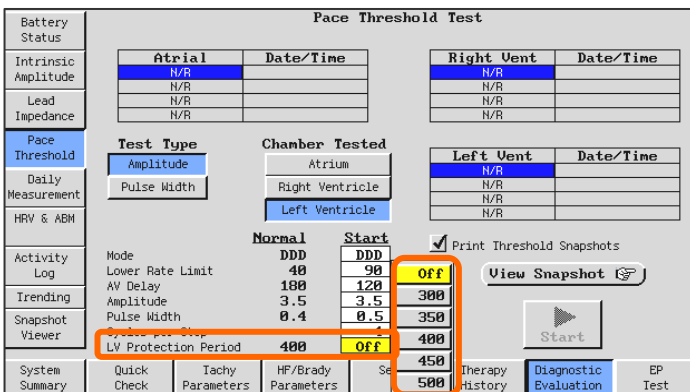 Pace Threshold Test
Battery
Status
Intrinsic
Amplitude
Lead
Impedance
Pace
Threshold
Daily
Measurement
HRV & ABM
Activity
Log
Trending
Snapshot
Viewer
System
Summary
Atrial Date/Time
N/R
N/R
N/R
N/R
Right Vent Date/Time
N/R
N/R
N/R
N/R
Test Type
Amplitude
Pulse Width
Chamber Tested
Atrium
Right Ventricle
Left Ventricle
Left Vent Date/Time
N/R
N/R
N/R
N/R
Normal Start
Mode DDD DDD
Lower Rate Limit 40 90
AV Delay 180 120
Amplitude 3.5 3.5
Pulse Width 0.4 0.5
LV Protection Period 400 Off
Off
300
350
400
450
500
Print Threshold Snapshots
View Snapshot
Start
Quick
Check
Tachy
Parameters
HF/Brady
Parameters
Se
Therapy
History
Diagnostic
Evaluation
EP
Test